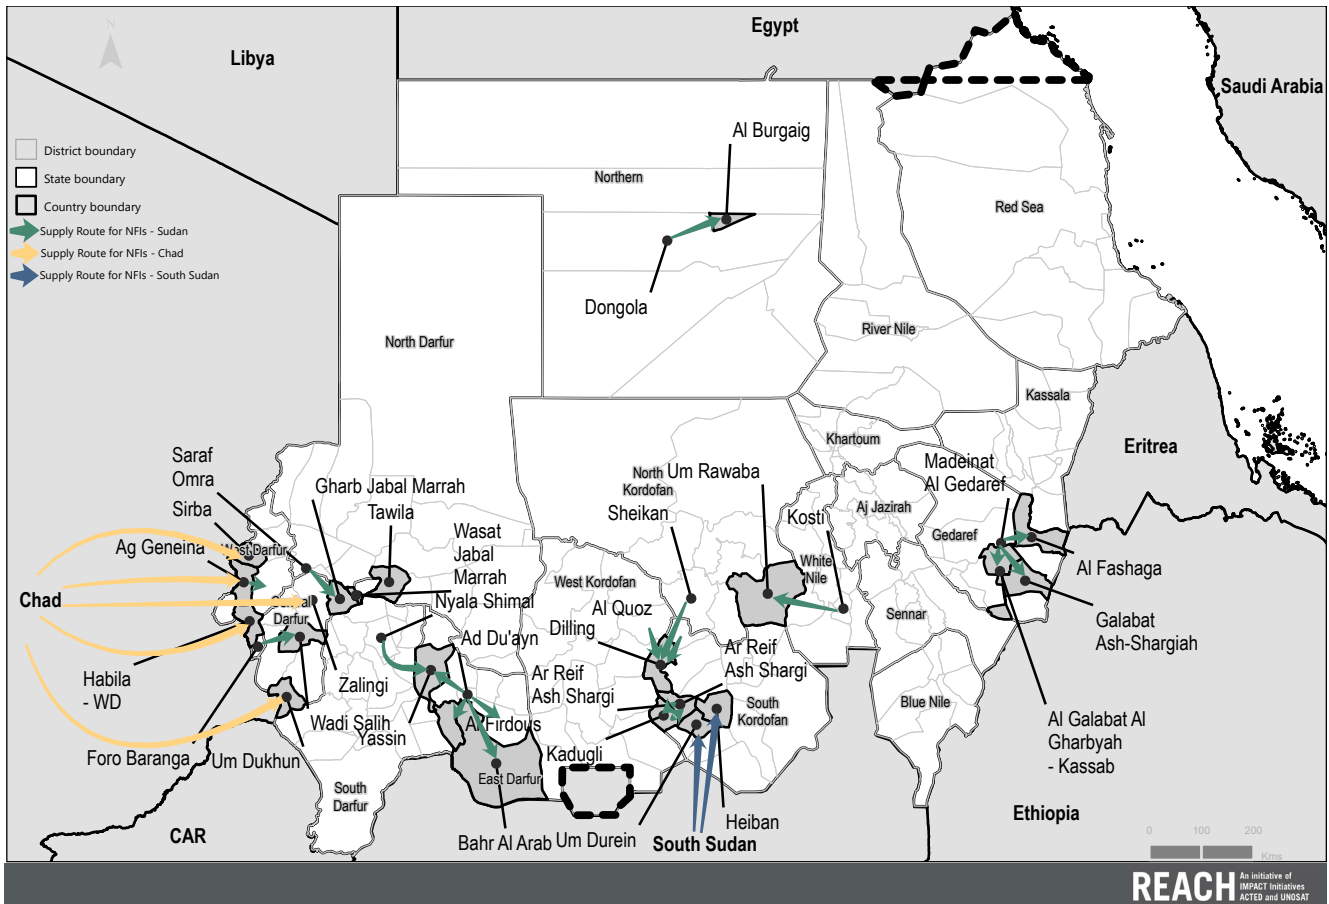 N
Egypt
Libya
Saudi Arabia
District boundary
State boundary
Country boundary
Supply Route for NFIs - Sudan
Supply Route for NFIs - Chad
Supply Route for NFIs - South Sudan
Al Burgaig
Northern
Red Sea
Dongola
River Nile
North Darfur
Kassala
Khartoum
Eritrea
Saraf
Omra
Sirba
Gharb Jabal Marrah
Tawila
North
Kordofan
Um Rawaba
Sheikan
Madeinat
Al Gedaref
Kosti
Aj Jazirah
Gedaref
Wasat
Jabal
Marrah
Ag Geneina
West Darfur
West Kordofan
White
Nile
Al Fashaga
Chad
Central
Darfur
Nyala Shimal
Al Quoz
Dilling
Sennar
Galabat
Ash-Shargiah
Ad Du'ayn
Ar Reif
Ash Shargi
Ar Reif
Ash Shargi
Habila
- WD
Zalingi
Wadi Salih
Yassin
Al Firdous
South
Kordofan
Blue Nile
Al Galabat Al
Gharbyah
- Kassab
Foro Baranga
Um Dukhun
Kadugli
East Darfur
South
Darfur
CAR
Bahr Al Arab
Um Durein
South Sudan
Heiban
Ethiopia
0 100 200
Kms
REACH
An initiative of
IMPACT Initiatives
ACTED and UNOSAT